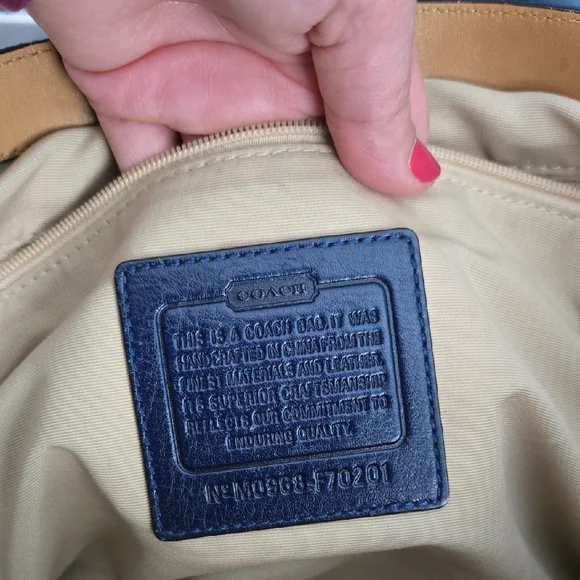 COACH
THIS IS A COACH BAG. IT WAS
HANDCRAFTED IN CHINA FROM THE
FINEST MATERIALS AND LEATHER.
ITS SUPERIOR CRAFTSMANSHIP
REFLECTS OUR COMMITMENT TO
ENDURING QUALITY.
Nº M0968-F70201